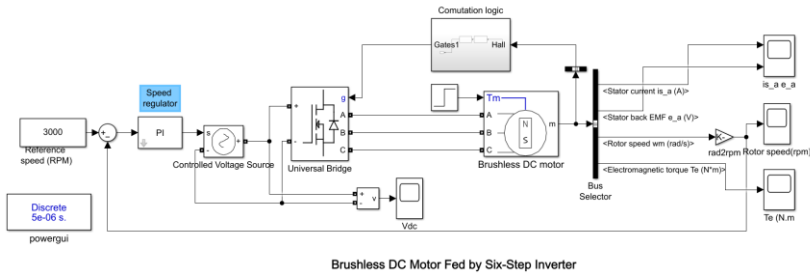 Comutation logic
Gates1 Hall
is_a e_a
<Stator current is_a (A)>
Speed
regulator
g
Tm
<Stator back EMF e_a (V)>
3000
PI
s
+
-
+
-
+
A
B
C
A
B
C
m
N
S
<Rotor speed wm (rad/s)>
K-
rad2rpm
Rotor speed(rpm)
Reference
speed (RPM)
Controlled Voltage Source
Universal Bridge
Brushless DC motor
<Electromagnetic torque Te (N*m)>
Bus
Selector
Te (N.m
Discrete
5e-06 s.
powergui
+
-
v
Vdc
Brushless DC Motor Fed by Six-Step Inverter